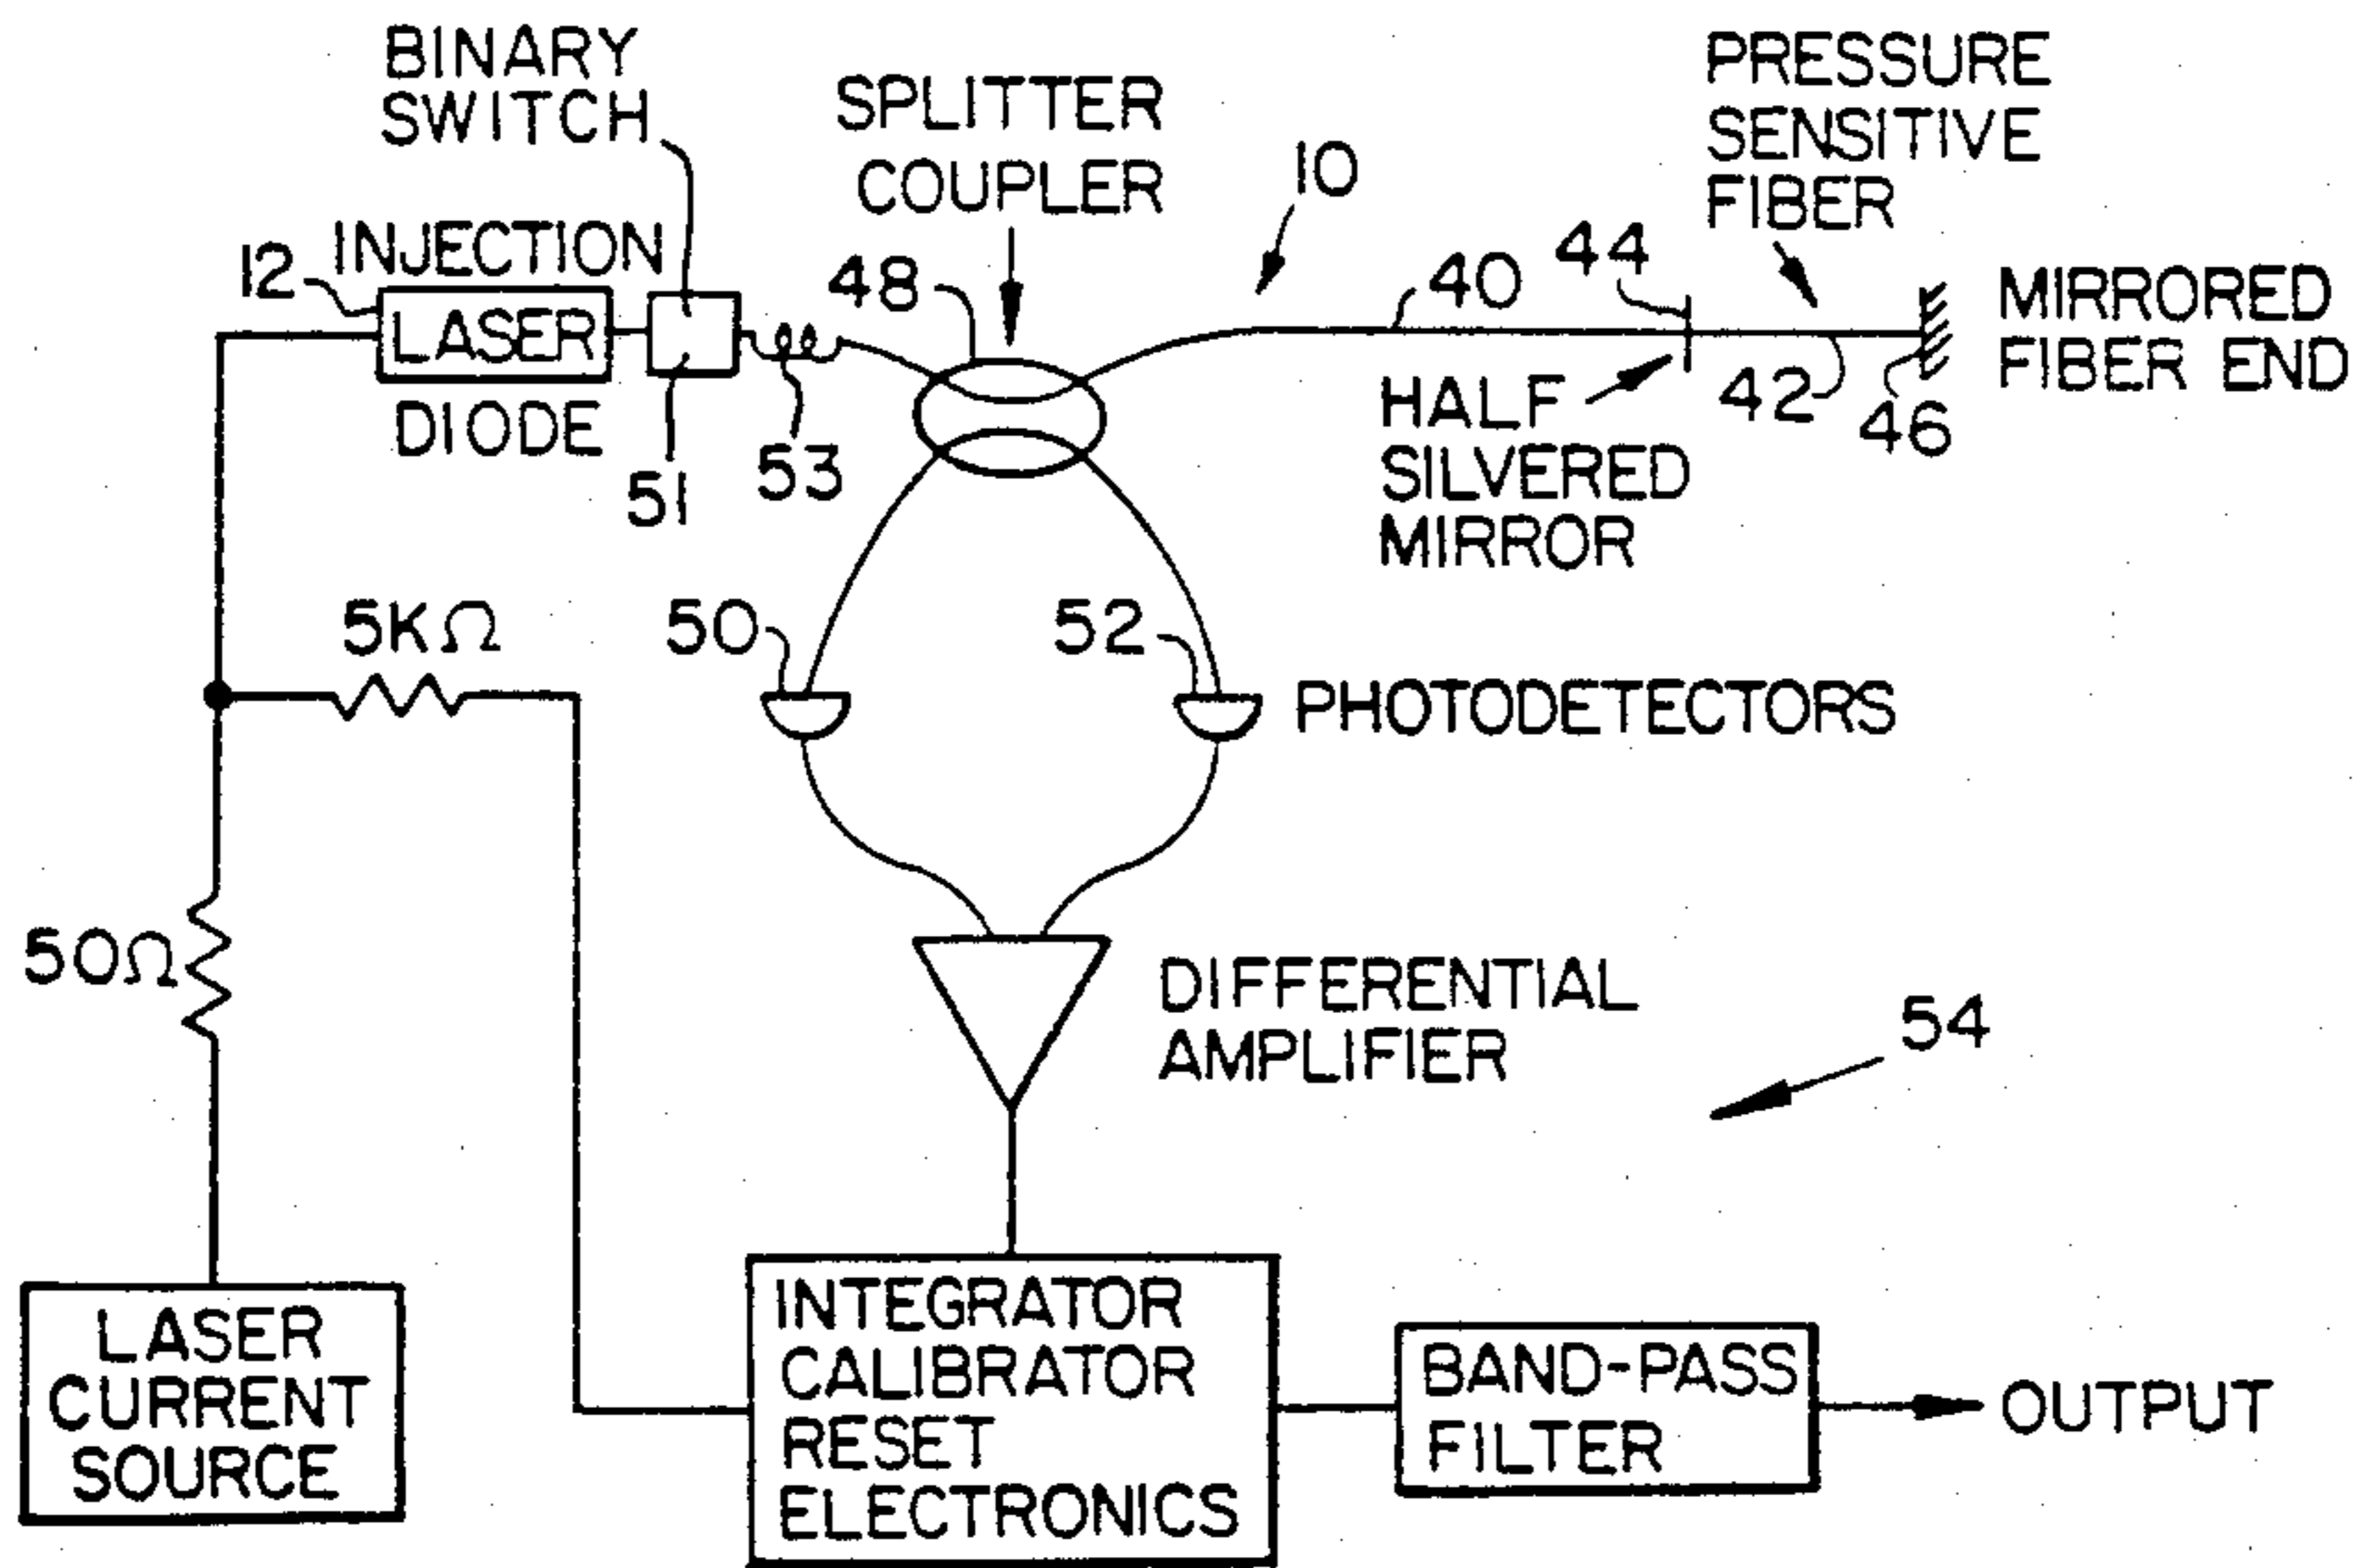 BINARY
SWITCH
SPLITTER
COUPLER
PRESSURE
SENSITIVE
FIBER
10
44
12
INJECTION
LASER
DIODE
48
40
MIRRORED
FIBER END
51
53
HALF
SILVERED
MIRROR
42
46
5KΩ
50
52
PHOTODETECTORS
50Ω
DIFFERENTIAL
AMPLIFIER
54
LASER
CURRENT
SOURCE
INTEGRATOR
CALIBRATOR
RESET
ELECTRONICS
BAND-PASS
FILTER
OUTPUT